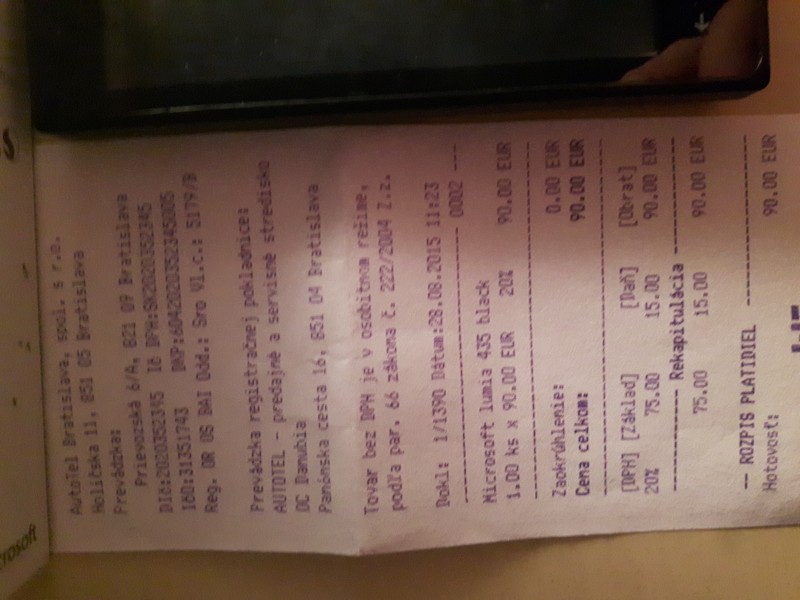 AutoTel Bratislava, spol. s r.o.
Holíčska 11, 851 05 Bratislava
Prevádzka:
Prievozská 6/A, 821 09 Bratislava
DIČ:2020352345 IČ DPH:SK2020352345
IČO:31351743 DKP:60420203523450005
Reg. OR OS BAI Odd.: Sro Vl.č.: 5179/B
Prevádzka registračnej pokladnice:
AUTOTEL - predajné a servisné stredisko
OC Danubia
Panónska cesta 16, 851 04 Bratislava
Tovar bez DPH je v osobitnom režime,
podľa par. 66 zákona č. 222/2004 Z.z.
Dokl: 1/1390 Dátum:28.08.2015 11:23
0002
Microsoft lumia 435 black
1.00 ks x 90.00 EUR 20% 90.00 EUR
Zaokrúhlenie: 0.00 EUR
Cena celkom: 90.00 EUR
[DPH] [Základ] [Daň] [Obrat]
20% 75.00 15.00 90.00 EUR
-------- Rekapitulácia --------
75.00 15.00 90.00 EUR
-- ROZPIS PLATIDIEL --------
Hotovosť: 90.00 EUR
crosoft